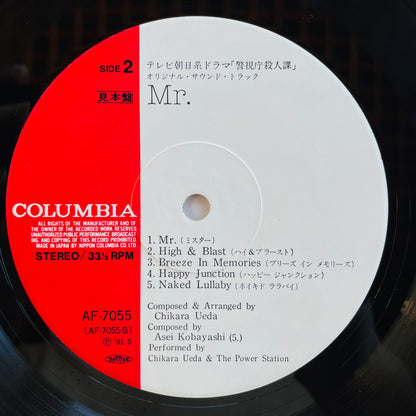 SIDE 2
テレビ朝日系ドラマ「警視庁殺人課」
オリジナル・サウンド・トラック
見本盤
Mr.
COLUMBIA
ALL RIGHTS OF THE MANUFACTURER AND OF
THE OWNER OF THE RECORDED WORK RESERVED.
UNAUTHORIZED PUBLIC PERFORMANCE BROADCAST-
ING AND COPYING OF THIS RECORD PROHIBITED.
MADE IN JAPAN BY NIPPON COLUMBIA CO.LTD
STEREO/33⅓ RPM
AF-7055
(AF-7055-B)
Ⓟ '81. 5
1. Mr. (ミスター)
2. High & Blast (ハイ&ブラースト)
3. Breeze In Memories (ブリーズ イン メモリーズ)
4. Happy Junction (ハッピー ジャンクション)
5. Naked Lullaby (ネイキド ララバイ)
Composed & Arranged by
Chikara Ueda
Composed by
Asei Kobayashi (5.)
Performed by
Chikara Ueda & The Power Station